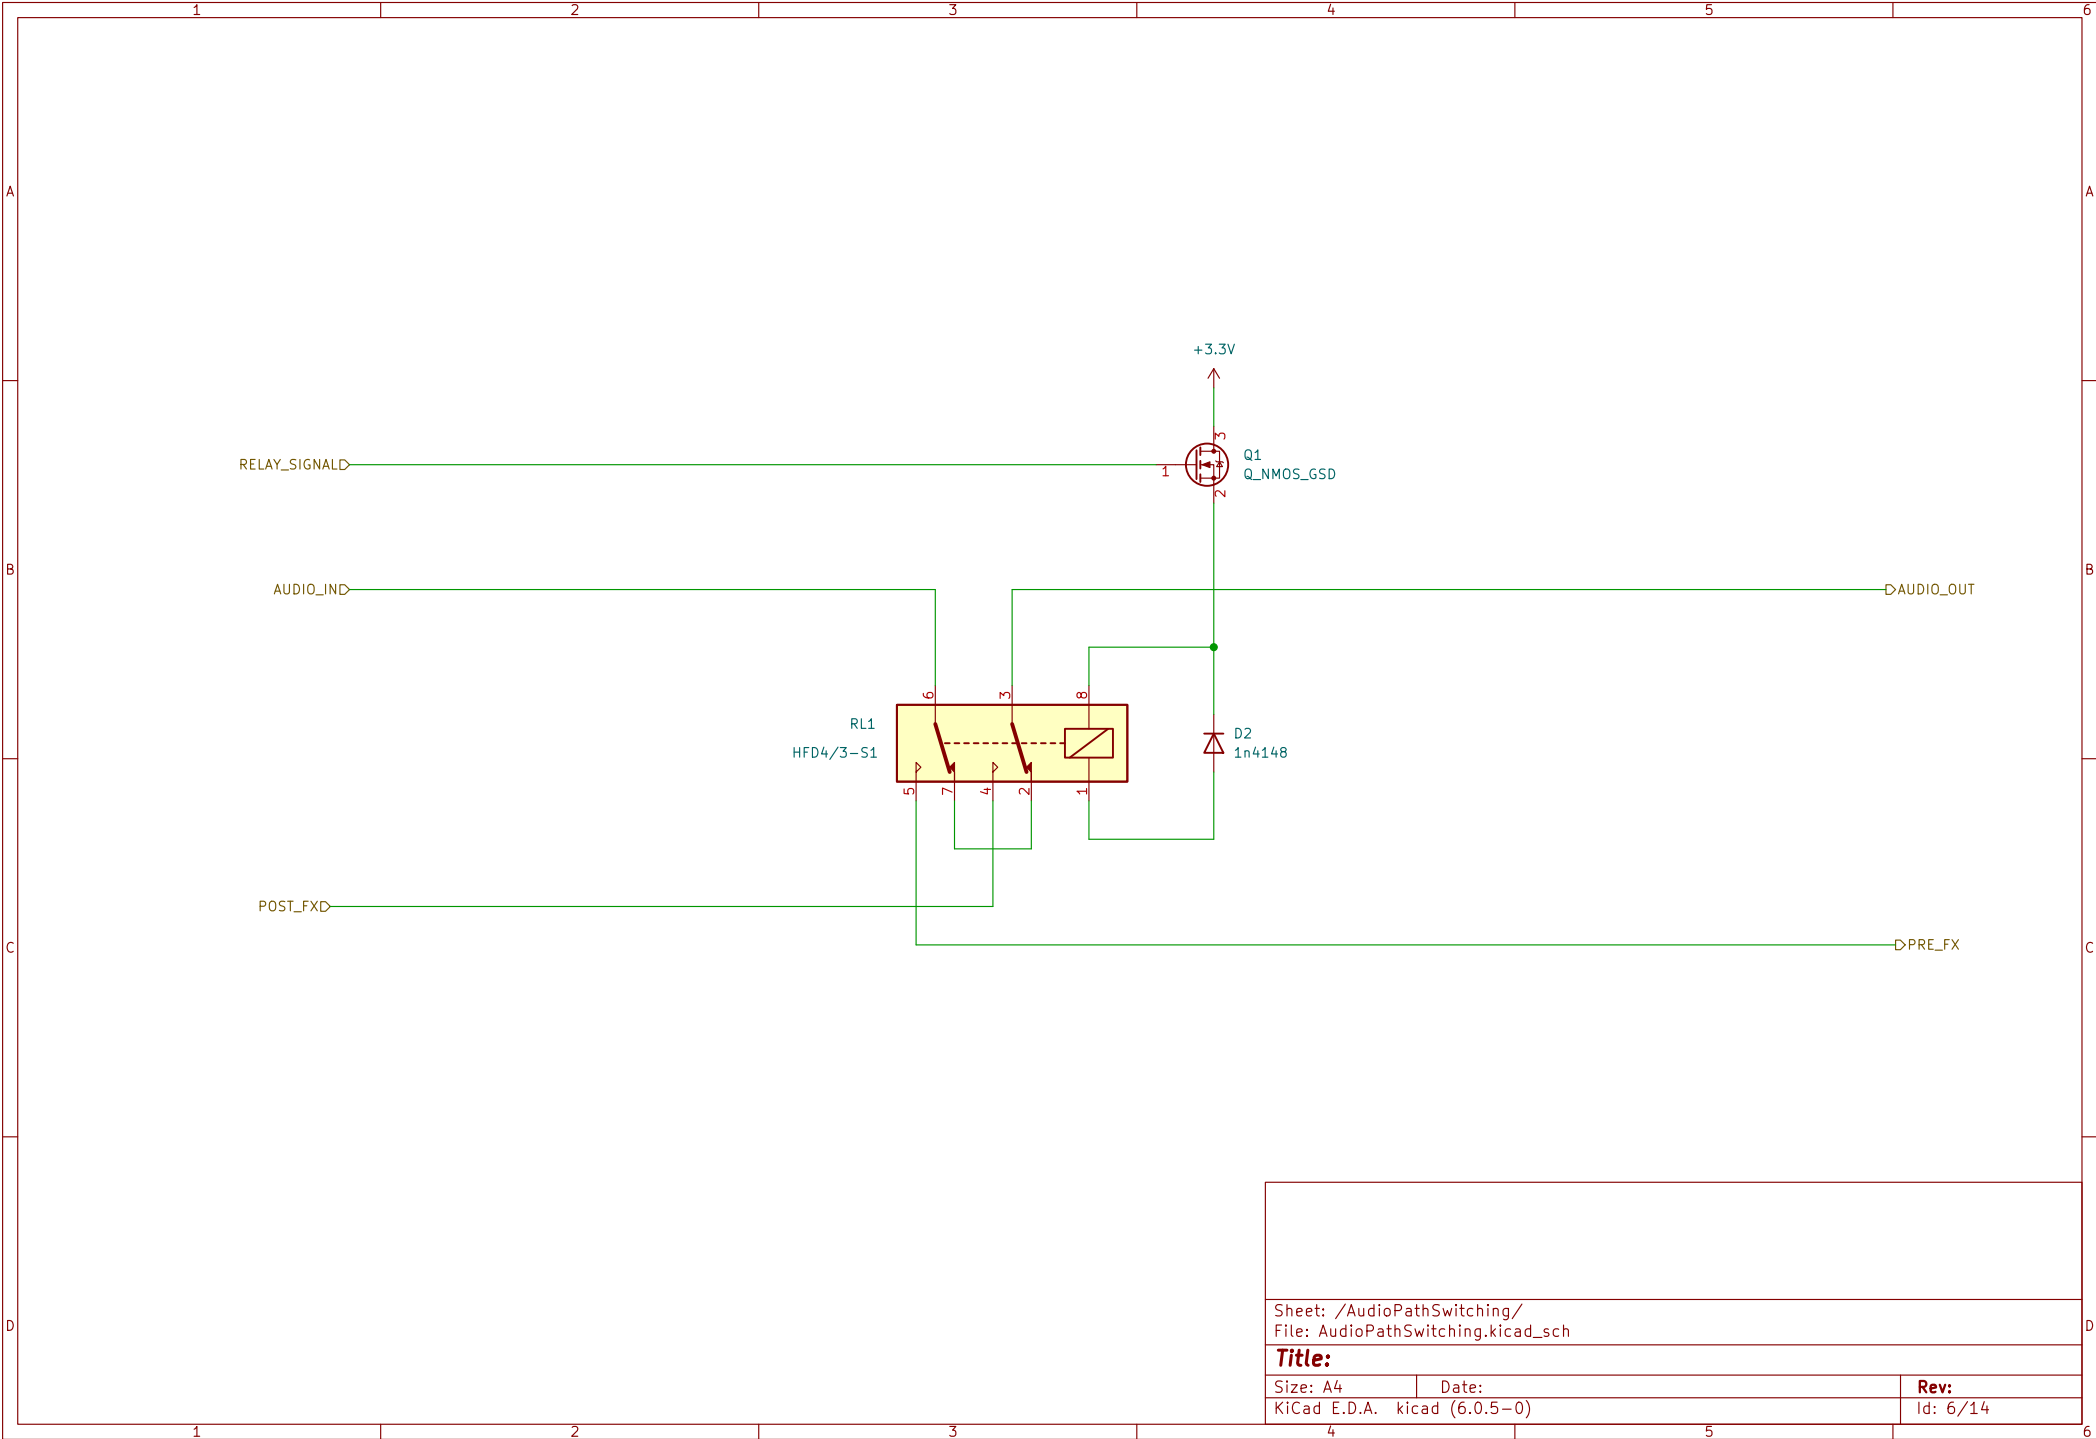 1 2 3 4 5 6
A A
+3.3V
3
Q1
RELAY_SIGNAL
1
Q_NMOS_GSD
2
B B
AUDIO_IN
AUDIO_OUT
6 3 8
RL1
D2
HFD4/3-S1
1n4148
5 7 4 2 1
POST_FX
C C
PRE_FX
Sheet: /AudioPathSwitching/
D D
File: AudioPathSwitching.kicad_sch
Title:
Size: A4 Date: Rev:
KiCad E.D.A. kicad (6.0.5-0) Id: 6/14
1 2 3 4 5 6